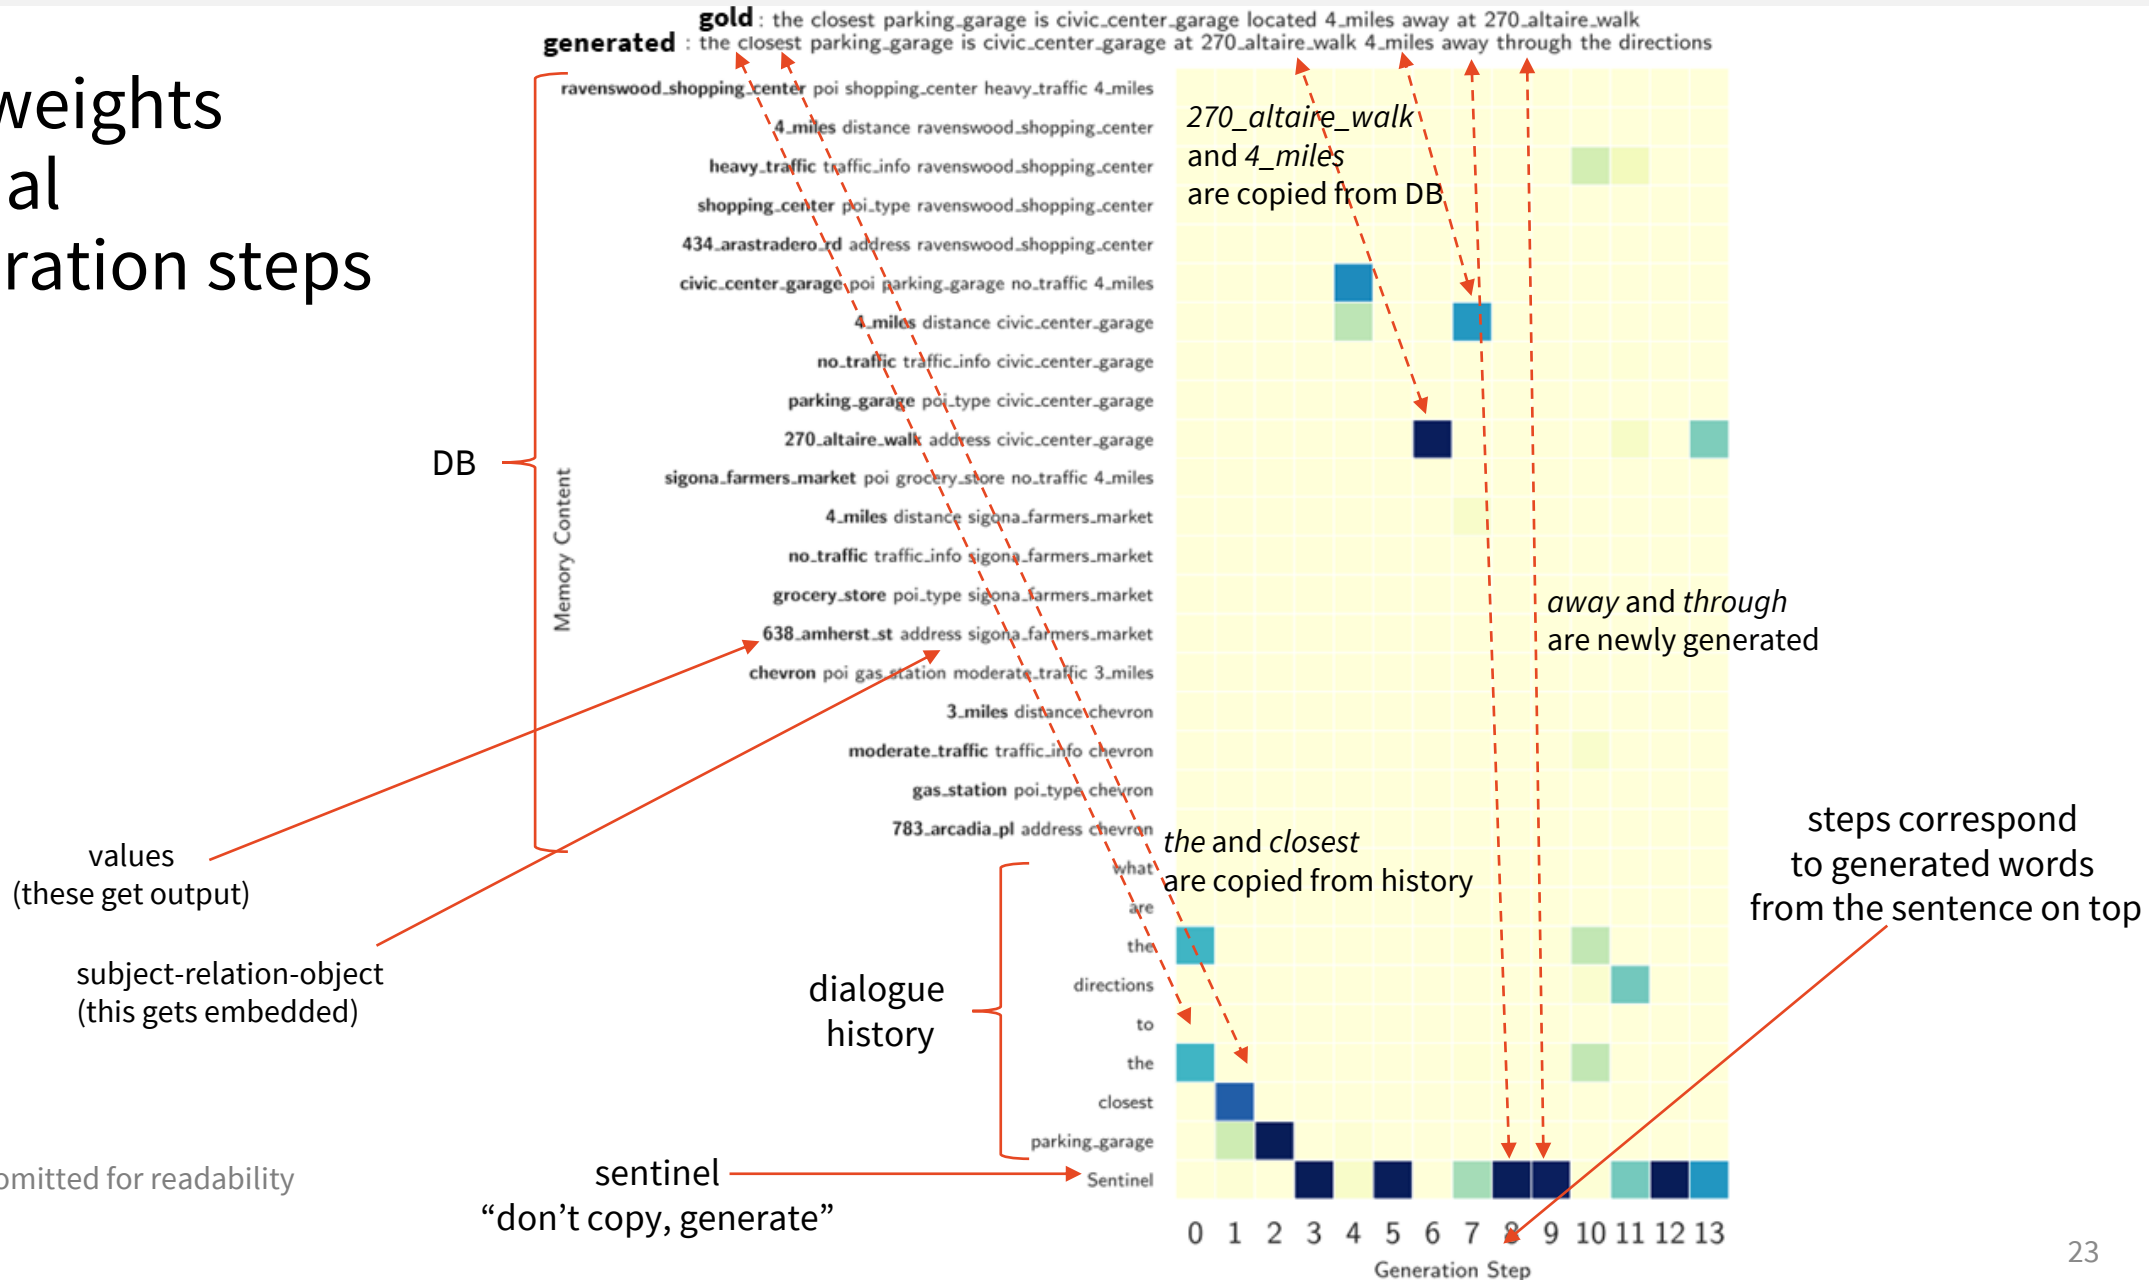 weights
al
ration steps
gold : the closest parking_garage is civic_center_garage located 4_miles away at 270_altaire_walk
generated : the closest parking_garage is civic_center_garage at 270_altaire_walk 4_miles away through the directions
ravenswood_shopping_center poi shopping_center heavy_traffic 4_miles
4_miles distance ravenswood_shopping_center
heavy_traffic traffic_info ravenswood_shopping_center
shopping_center poi_type ravenswood_shopping_center
434_arastradero_rd address ravenswood_shopping_center
civic_center_garage poi parking_garage no_traffic 4_miles
4_miles distance civic_center_garage
no_traffic traffic_info civic_center_garage
parking_garage poi_type civic_center_garage
270_altaire_walk address civic_center_garage
sigona_farmers_market poi grocery_store no_traffic 4_miles
4_miles distance sigona_farmers_market
no_traffic traffic_info sigona_farmers_market
grocery_store poi_type sigona_farmers_market
638_amherst_st address sigona_farmers_market
chevron poi gas_station moderate_traffic 3_miles
3_miles distance chevron
moderate_traffic traffic_info chevron
gas_station poi_type chevron
783_arcadia_pl address chevron
what
are
the
directions
to
the
closest
parking_garage
Sentinel
Memory Content
DB
270_altaire_walk
and 4_miles
are copied from DB
away and through
are newly generated
the and closest
are copied from history
values
(these get output)
subject-relation-object
(this gets embedded)
dialogue
history
sentinel
“don’t copy, generate”
steps correspond
to generated words
from the sentence on top
0 1 2 3 4 5 6 7 8 9 10 11 12 13
Generation Step
omitted for readability
23